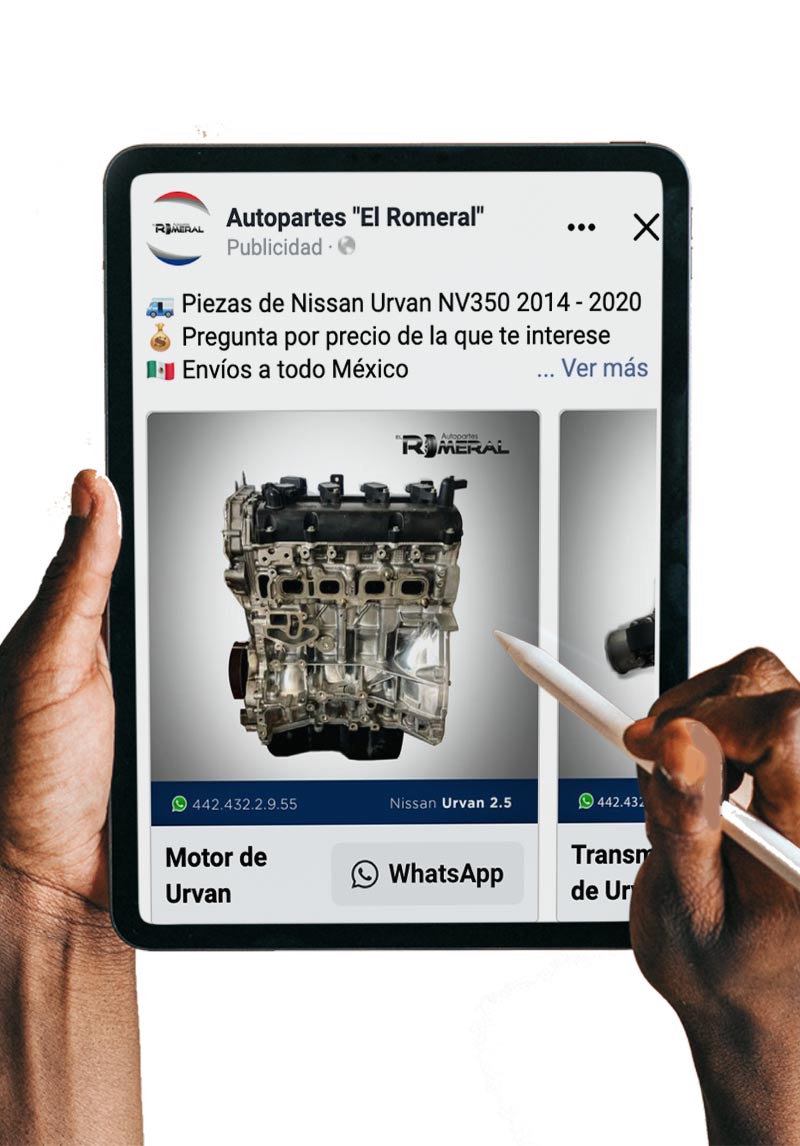 ROMERAL
Autopartes "El Romeral"
Publicidad ·
Piezas de Nissan Urvan NV350 2014 - 2020
Pregunta por precio de la que te interese
Envíos a todo México
... Ver más
EL Autopartes
ROMERAL
442.432.2.9.55
Nissan Urvan 2.5
442.432
Motor de
Urvan
WhatsApp
Transm
de Ur